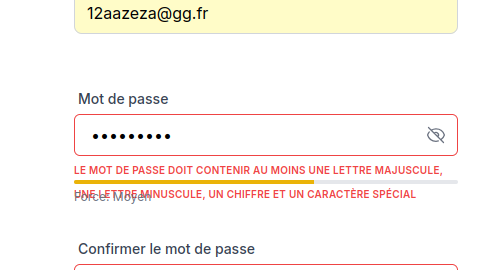 12aazeza@gg.fr
Mot de passe
•••••••••
LE MOT DE PASSE DOIT CONTENIR AU MOINS UNE LETTRE MAJUSCULE,
UNE LETTRE MINUSCULE, UN CHIFFRE ET UN CARACTÈRE SPÉCIAL
Force: Moyen
Confirmer le mot de passe